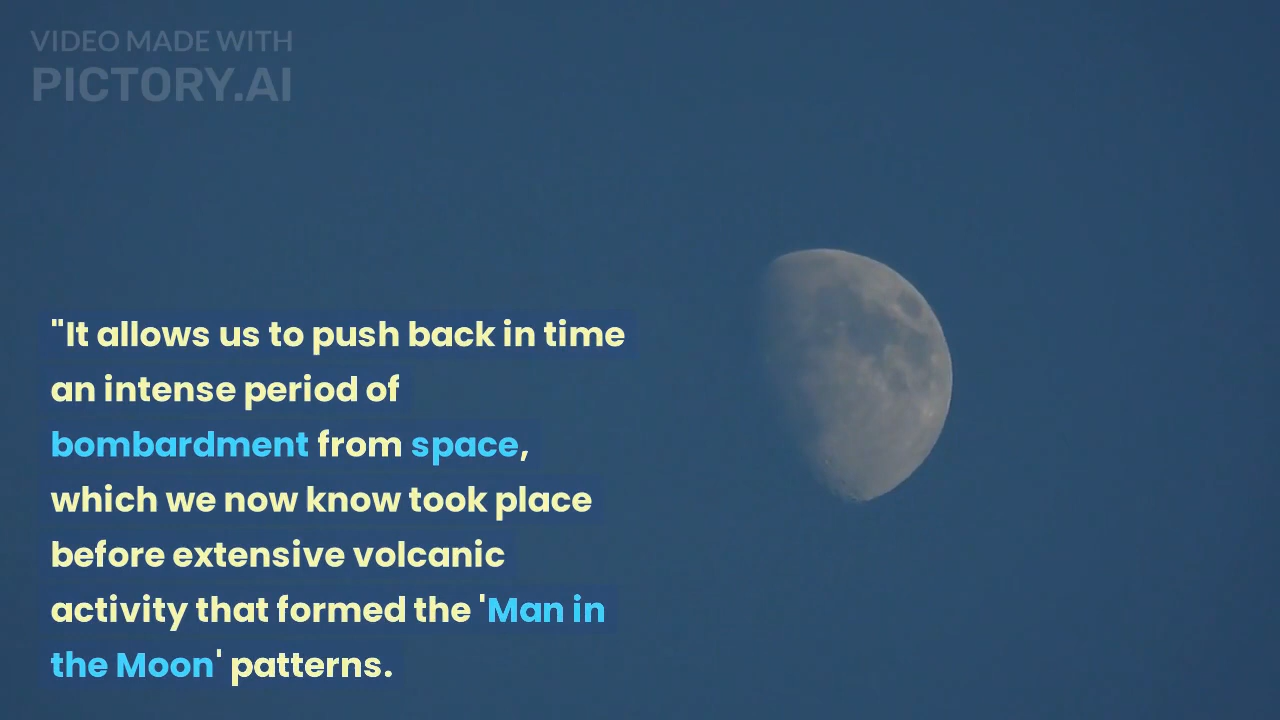 VIDEO MADE WITH
PICTORY.AI
"It allows us to push back in time
an intense period of
bombardment from space,
which we now know took place
before extensive volcanic
activity that formed the 'Man in
the Moon' patterns.